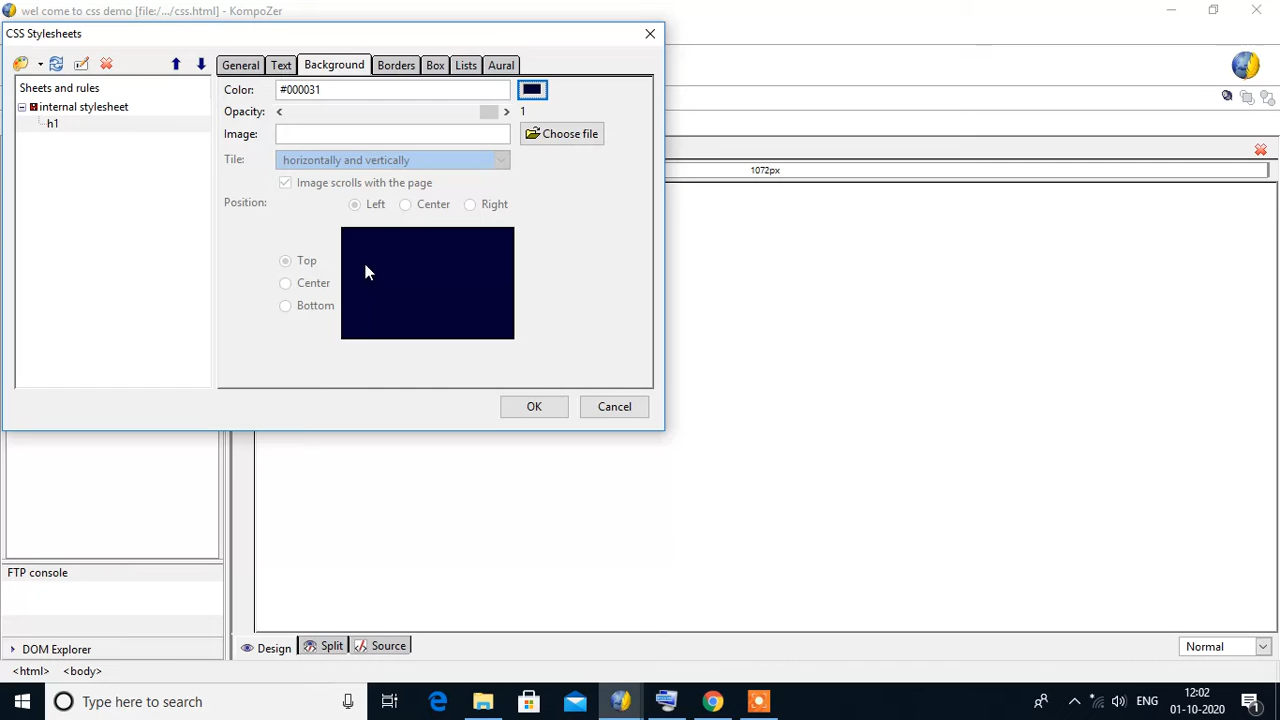 wel come to css demo [file:/.../css.html] - KompoZer
CSS Stylesheets
General Text Background Borders Box Lists Aural
Sheets and rules
internal stylesheet
h1
Color: #000031
Opacity: 1
Image: Choose file
Tile: horizontally and vertically
Image scrolls with the page
Position: Left Center Right
Top
Center
Bottom
OK Cancel
1072px
FTP console
DOM Explorer
Design Split Source Normal
<html> <body>
Type here to search
ENG
12:02
01-10-2020
1